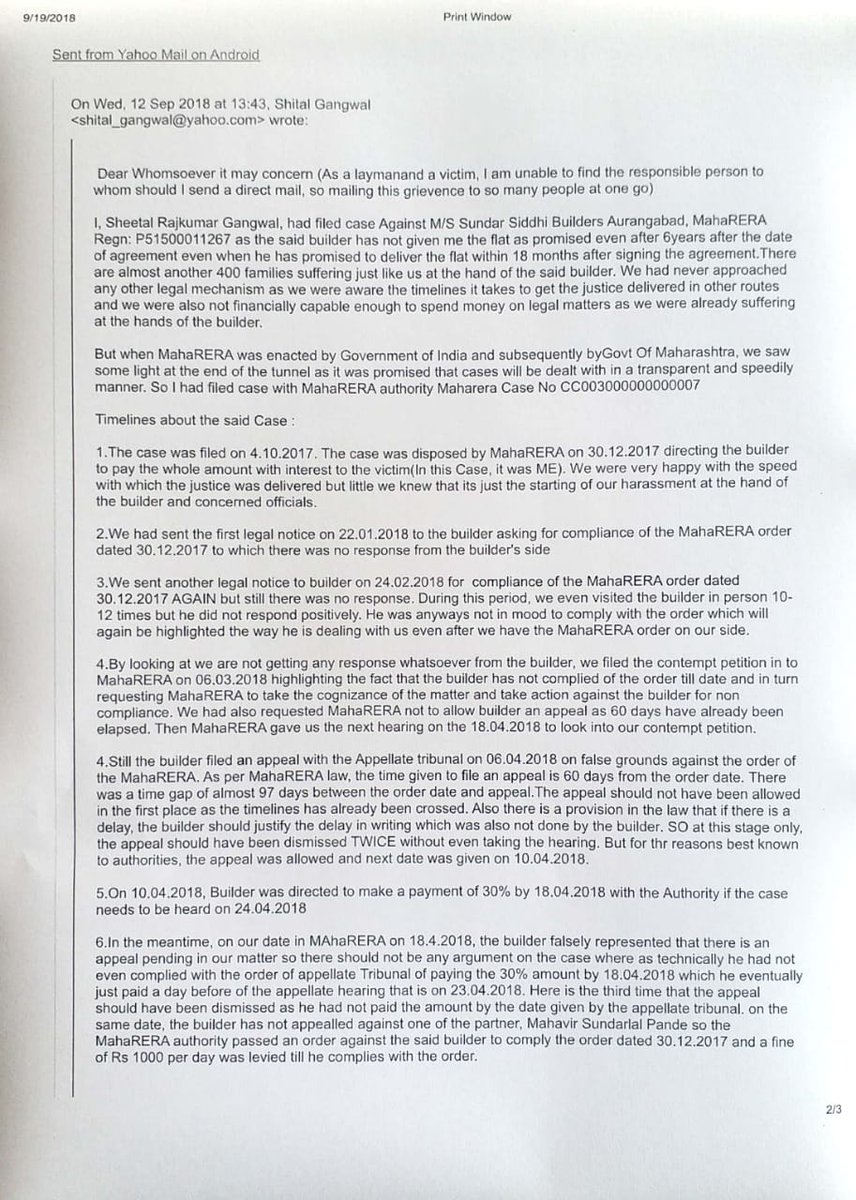 9/19/2018
Print Window
Sent from Yahoo Mail on Android
On Wed, 12 Sep 2018 at 13:43, Shital Gangwal
<shital_gangwal@yahoo.com> wrote:
Dear Whomsoever it may concern (As a laymanand a victim, I am unable to find the responsible person to
whom should I send a direct mail, so mailing this grievence to so many people at one go)
I, Sheetal Rajkumar Gangwal, had filed case Against M/S Sundar Siddhi Builders Aurangabad, MahaRERA
Regn: P51500011267 as the said builder has not given me the flat as promised even after 6years after the date
of agreement even when he has promised to deliver the flat within 18 months after signing the agreement.There
are almost another 400 families suffering just like us at the hand of the said builder. We had never approached
any other legal mechanism as we were aware the timelines it takes to get the justice delivered in other routes
and we were also not financially capable enough to spend money on legal matters as we were already suffering
at the hands of the builder.
But when MahaRERA was enacted by Government of India and subsequently byGovt Of Maharashtra, we saw
some light at the end of the tunnel as it was promised that cases will be dealt with in a transparent and speedily
manner. So I had filed case with MahaRERA authority Maharera Case No CC003000000000007
Timelines about the said Case :
1.The case was filed on 4.10.2017. The case was disposed by MahaRERA on 30.12.2017 directing the builder
to pay the whole amount with interest to the victim(In this Case, it was ME). We were very happy with the speed
with which the justice was delivered but little we knew that its just the starting of our harassment at the hand of
the builder and concerned officials.
2.We had sent the first legal notice on 22.01.2018 to the builder asking for compliance of the MahaRERA order
dated 30.12.2017 to which there was no response from the builder's side
3.We sent another legal notice to builder on 24.02.2018 for compliance of the MahaRERA order dated
30.12.2017 AGAIN but still there was no response. During this period, we even visited the builder in person 10-
12 times but he did not respond positively. He was anyways not in mood to comply with the order which will
again be highlighted the way he is dealing with us even after we have the MahaRERA order on our side.
4.By looking at we are not getting any response whatsoever from the builder, we filed the contempt petition in to
MahaRERA on 06.03.2018 highlighting the fact that the builder has not complied of the order till date and in turn
requesting MahaRERA to take the cognizance of the matter and take action against the builder for non
compliance. We had also requested MahaRERA not to allow builder an appeal as 60 days have already been
elapsed. Then MahaRERA gave us the next hearing on the 18.04.2018 to look into our contempt petition.
4.Still the builder filed an appeal with the Appellate tribunal on 06.04.2018 on false grounds against the order of
the MahaRERA. As per MahaRERA law, the time given to file an appeal is 60 days from the order date. There
was a time gap of almost 97 days between the order date and appeal.The appeal should not have been allowed
in the first place as the timelines has already been crossed. Also there is a provision in the law that if there is a
delay, the builder should justify the delay in writing which was also not done by the builder. SO at this stage only,
the appeal should have been dismissed TWICE without even taking the hearing. But for thr reasons best known
to authorities, the appeal was allowed and next date was given on 10.04.2018.
5.On 10.04.2018, Builder was directed to make a payment of 30% by 18.04.2018 with the Authority if the case
needs to be heard on 24.04.2018
6.In the meantime, on our date in MAhaRERA on 18.4.2018, the builder falsely represented that there is an
appeal pending in our matter so there should not be any argument on the case where as technically he had not
even complied with the order of appellate Tribunal of paying the 30% amount by 18.04.2018 which he eventually
just paid a day before of the appellate hearing that is on 23.04.2018. Here is the third time that the appeal
should have been dismissed as he had not paid the amount by the date given by the appellate tribunal. on the
same date, the builder has not appealled against one of the partner, Mahavir Sundarlal Pande so the
MahaRERA authority passed an order against the said builder to comply the order dated 30.12.2017 and a fine
of Rs 1000 per day was levied till he complies with the order.
2/3